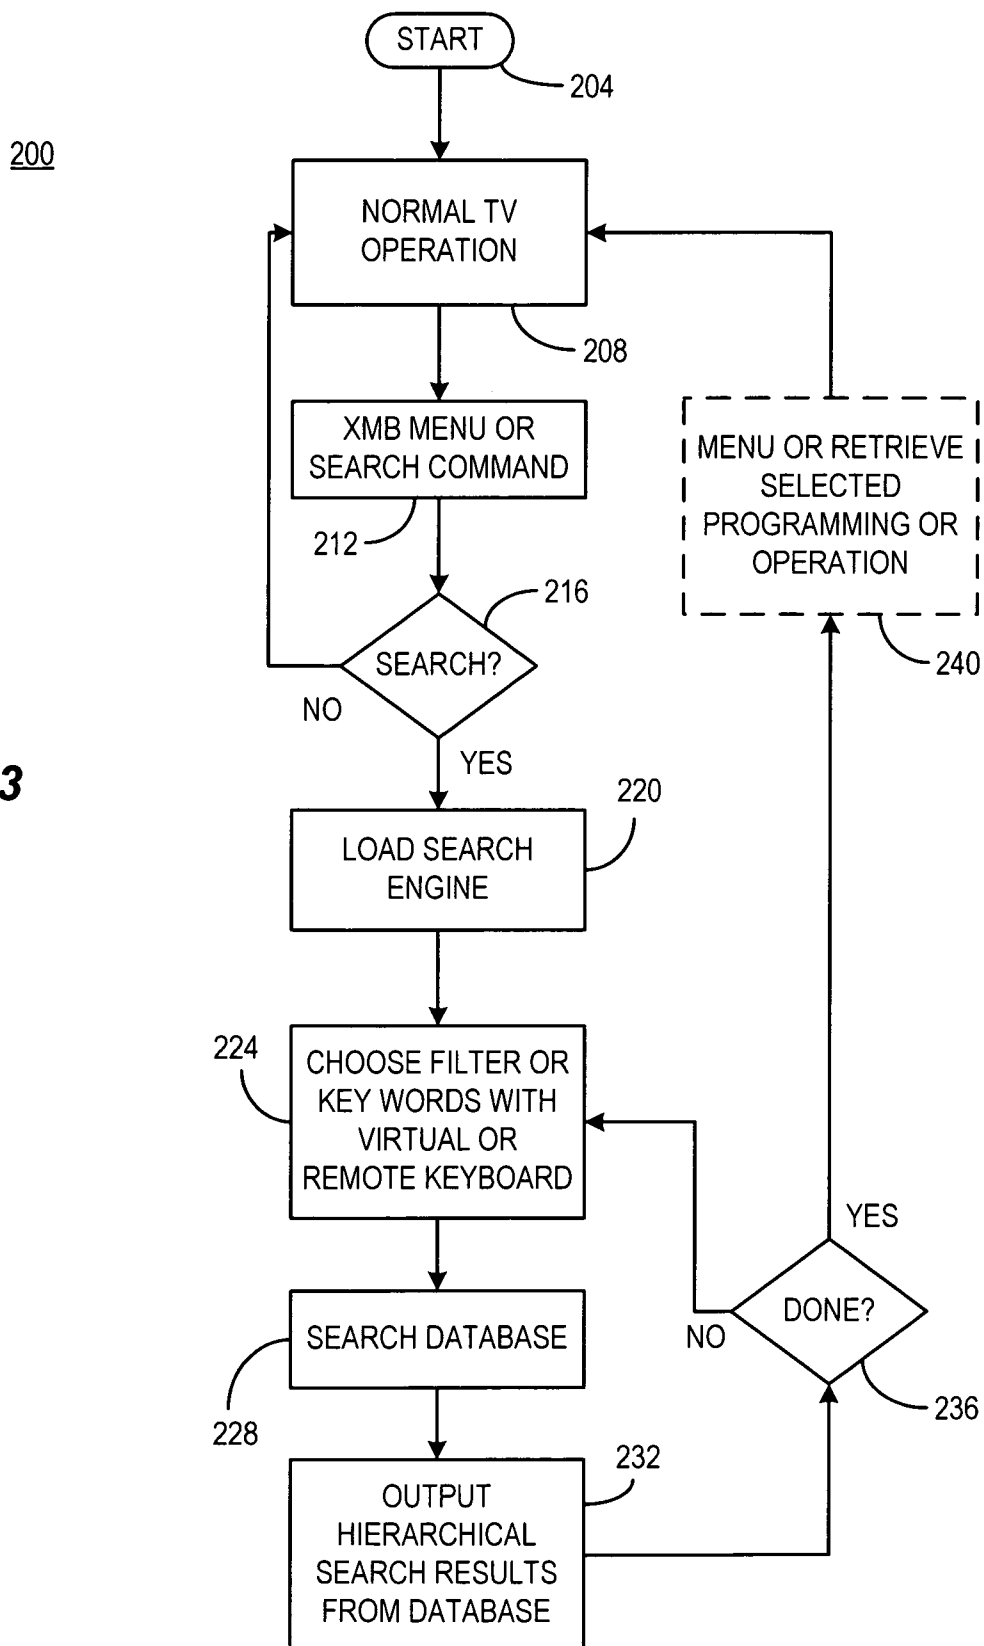 START
204
200
NORMAL TV
OPERATION
208
XMB MENU OR
SEARCH COMMAND
212
MENU OR RETRIEVE
SELECTED
PROGRAMMING OR
OPERATION
240
216
SEARCH?
NO
YES
3
220
LOAD SEARCH
ENGINE
224
CHOOSE FILTER OR
KEY WORDS WITH
VIRTUAL OR
REMOTE KEYBOARD
YES
DONE?
NO
236
SEARCH DATABASE
228
232
OUTPUT
HIERARCHICAL
SEARCH RESULTS
FROM DATABASE